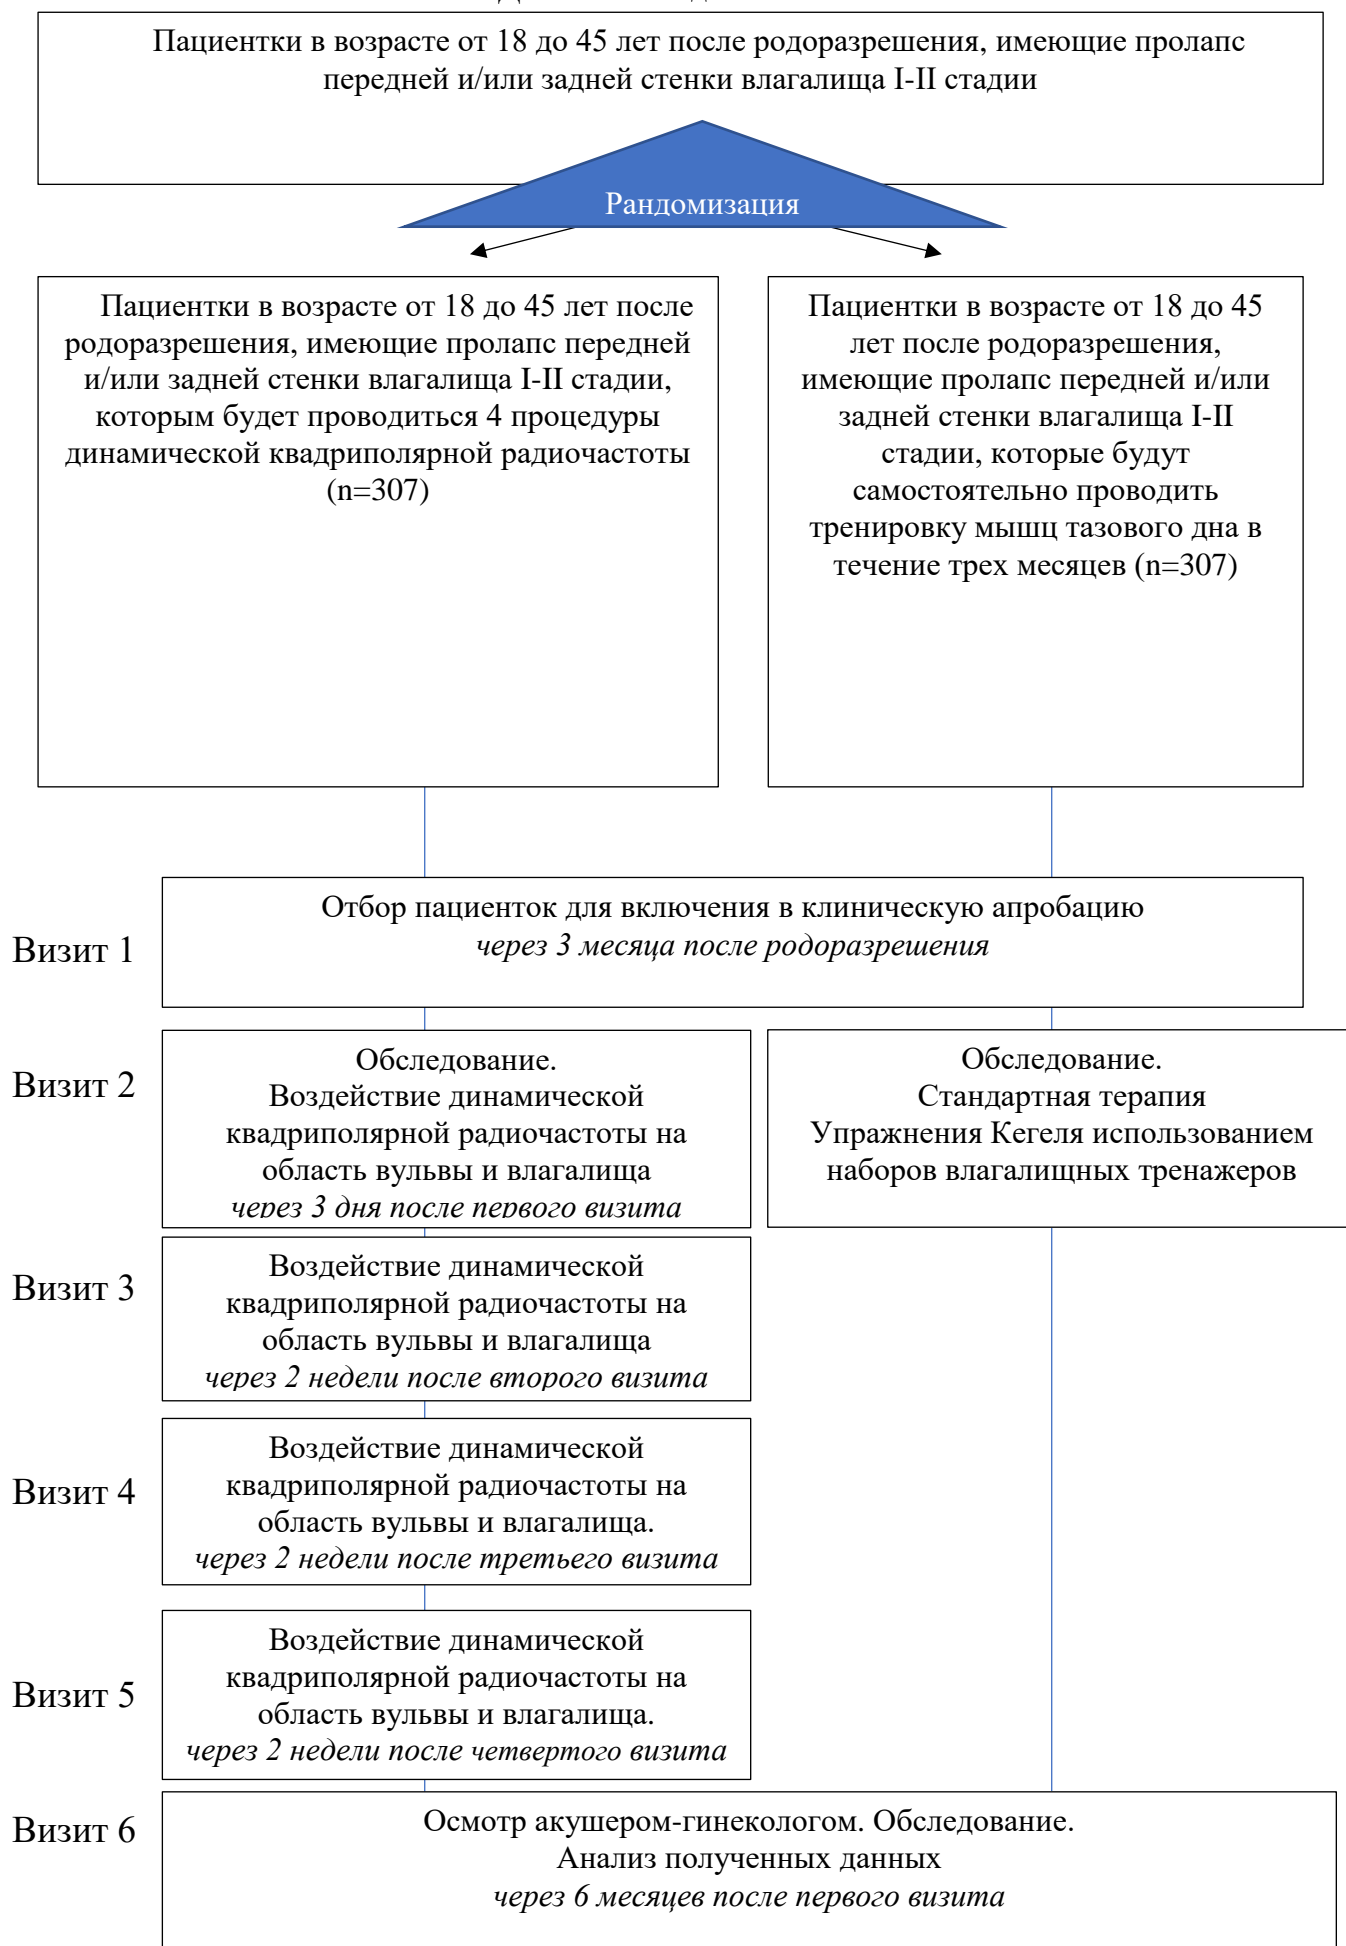 Пациентки в возрасте от 18 до 45 лет после родоразрешения, имеющие пролапс
передней и/или задней стенки влагалища I-II стадии
Рандомизация
Пациентки в возрасте от 18 до 45 лет после
родоразрешения, имеющие пролапс передней
и/или задней стенки влагалища I-II стадии,
которым будет проводиться 4 процедуры
динамической квадриполярной радиочастоты
(n=307)
Пациентки в возрасте от 18 до 45
лет после родоразрешения,
имеющие пролапс передней и/или
задней стенки влагалища I-II
стадии, которые будут
самостоятельно проводить
тренировку мышц тазового дна в
течение трех месяцев (n=307)
Визит 1
Отбор пациенток для включения в клиническую апробацию
через 3 месяца после родоразрешения
Визит 2
Обследование.
Воздействие динамической
квадриполярной радиочастоты на
область вульвы и влагалища
через 3 дня после первого визита
Обследование.
Стандартная терапия
Упражнения Кегеля использованием
наборов влагалищных тренажеров
Визит 3
Воздействие динамической
квадриполярной радиочастоты на
область вульвы и влагалища
через 2 недели после второго визита
Визит 4
Воздействие динамической
квадриполярной радиочастоты на
область вульвы и влагалища.
через 2 недели после третьего визита
Визит 5
Воздействие динамической
квадриполярной радиочастоты на
область вульвы и влагалища.
через 2 недели после четвертого визита
Визит 6
Осмотр акушером-гинекологом. Обследование.
Анализ полученных данных
через 6 месяцев после первого визита